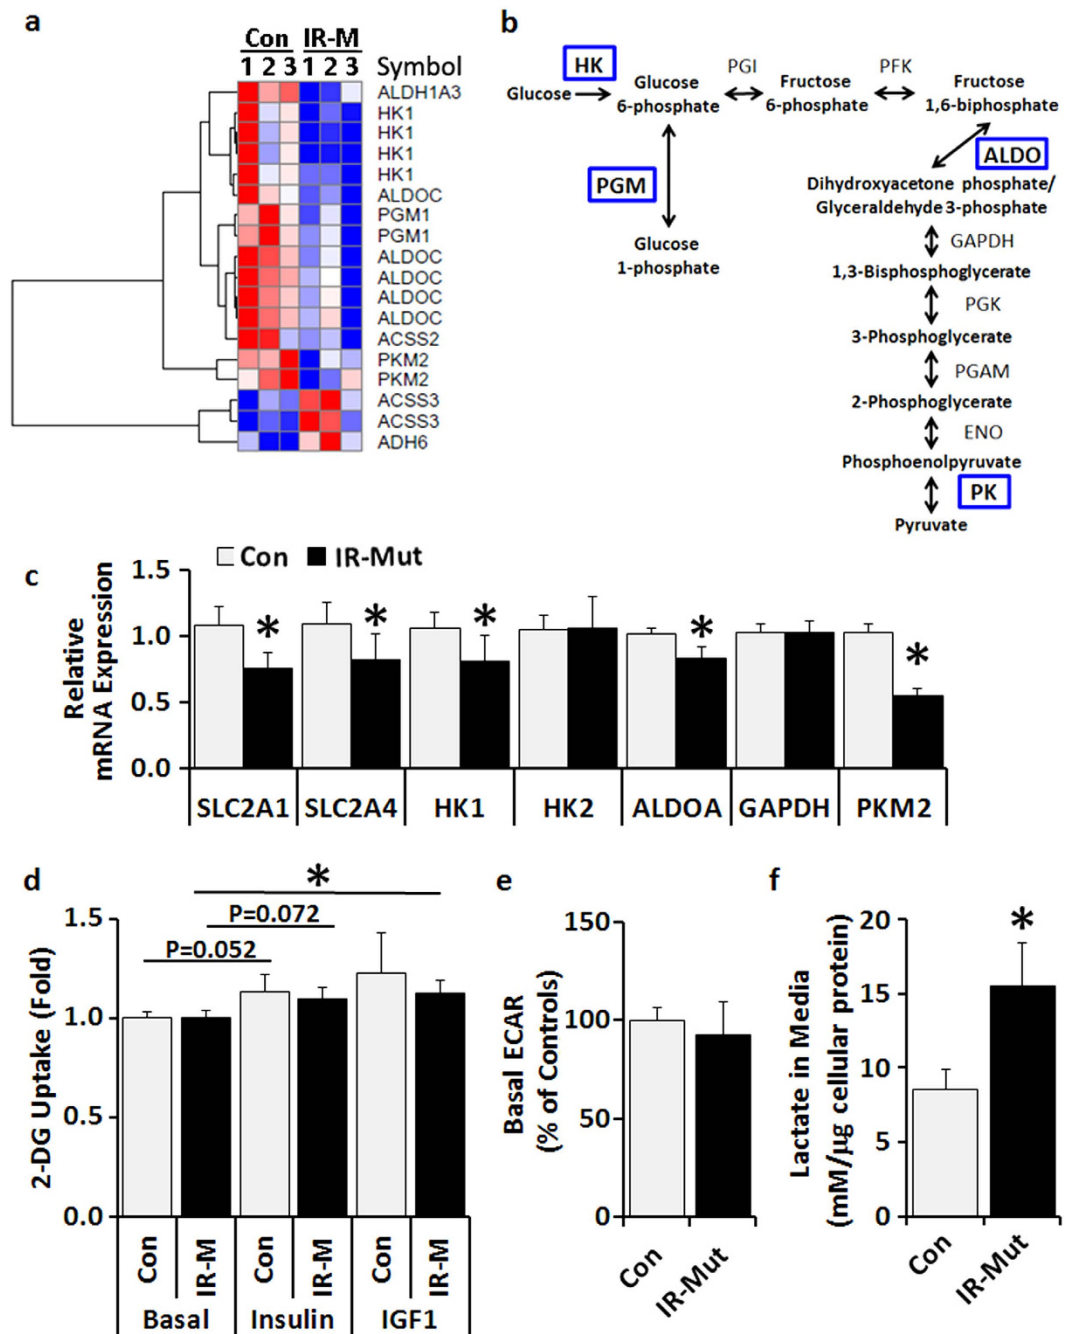 a
Con IR-M
1 2 3 1 2 3 Symbol
ALDH1A3
HK1
HK1
HK1
HK1
ALDOC
PGM1
PGM1
ALDOC
ALDOC
ALDOC
ALDOC
ACSS2
PKM2
PKM2
ACSS3
ACSS3
ADH6
b
HK
Glucose
Glucose
6-phosphate
PGI
Fructose
6-phosphate
PFK
Fructose
1,6-biphosphate
PGM
Glucose
1-phosphate
ALDO
Dihydroxyacetone phosphate/
Glyceraldehyde 3-phosphate
GAPDH
1,3-Bisphosphoglycerate
PGK
3-Phosphoglycerate
PGAM
2-Phosphoglycerate
ENO
Phosphoenolpyruvate
PK
Pyruvate
c
Con IR-Mut
Relative
mRNA Expression
1.5
1.0
0.5
0.0
* * * * *
SLC2A1 SLC2A4 HK1 HK2 ALDOA GAPDH PKM2
d
2-DG Uptake (Fold)
1.5
1.0
0.5
0.0
*
P=0.072
P=0.052
Con IR-M Con IR-M Con IR-M
Basal Insulin IGF1
e
Basal ECAR
(% of Controls)
150
100
50
0
Con IR-Mut
f
Lactate in Media
(mM/μg cellular protein)
20
15
10
5
0
*
Con IR-Mut